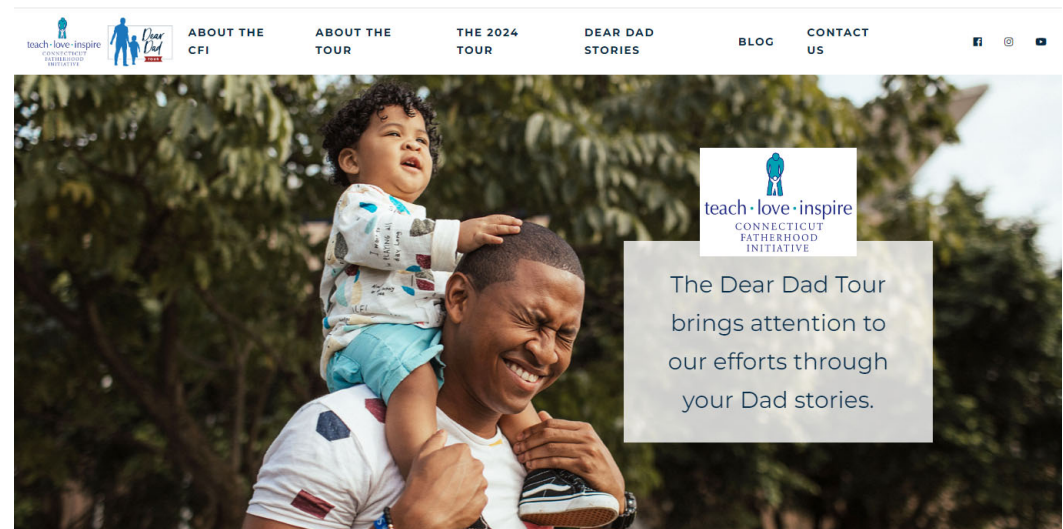 teach · love · inspire
CONNECTICUT
FATHERHOOD
INITIATIVE
Dear
Dad
TOUR
ABOUT THE
CFI
ABOUT THE
TOUR
THE 2024
TOUR
DEAR DAD
STORIES
BLOG
CONTACT
US
teach · love · inspire
CONNECTICUT
FATHERHOOD
INITIATIVE
The Dear Dad Tour
brings attention to
our efforts through
your Dad stories.